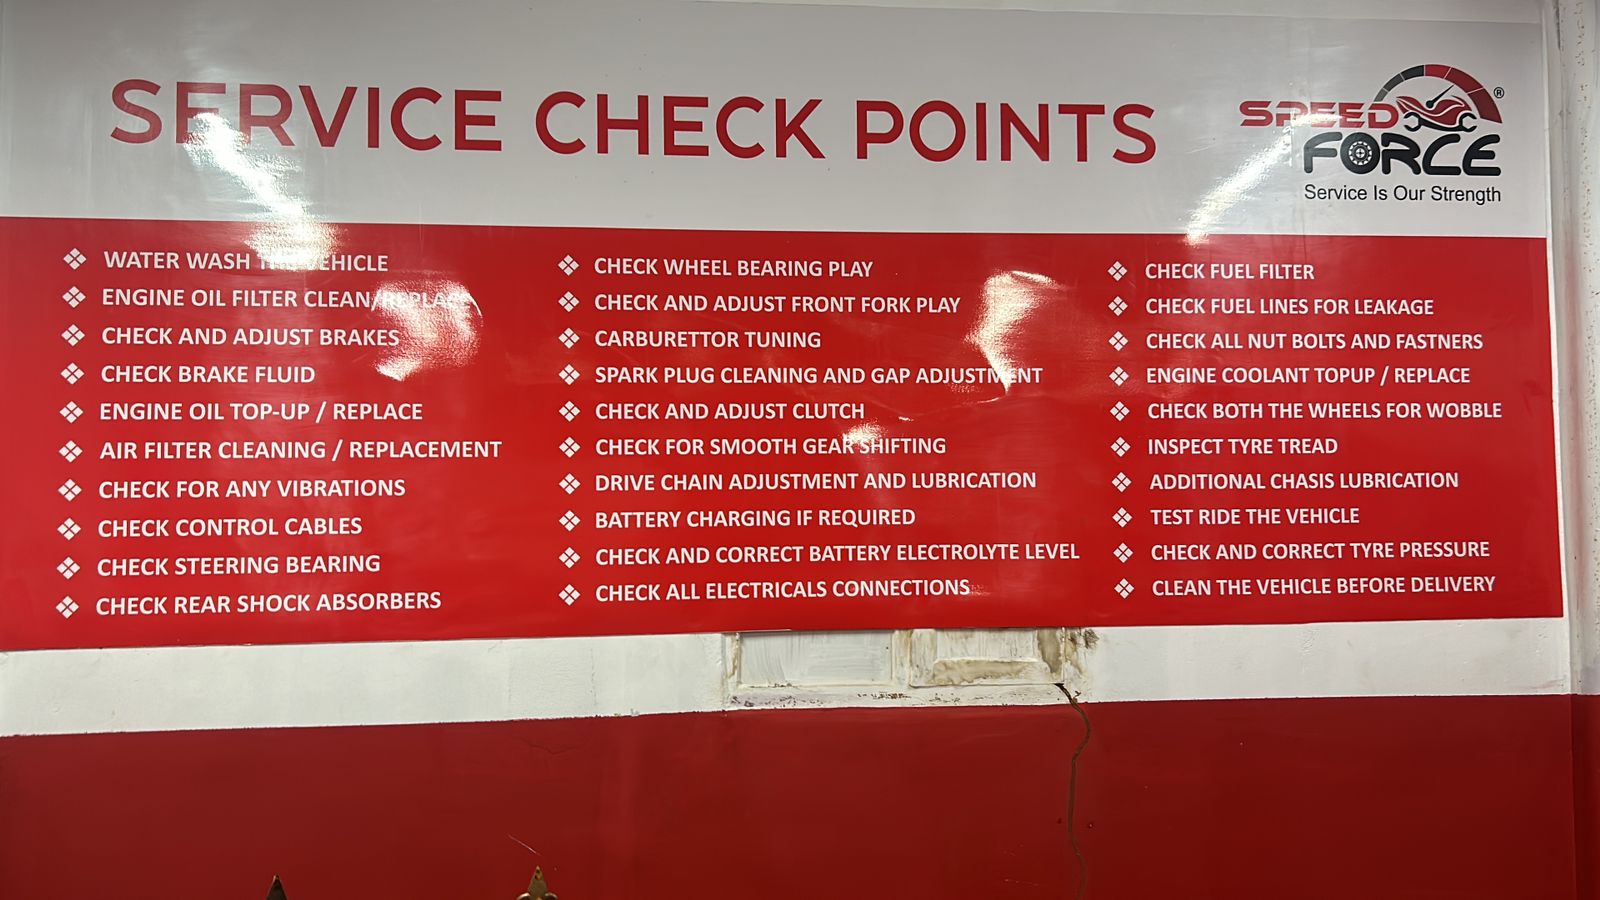 SERVICE CHECK POINTS
SPEED
FORCE
®
Service Is Our Strength
❖ WATER WASH THE VEHICLE
❖ ENGINE OIL FILTER CLEAN/REPLACE
❖ CHECK AND ADJUST BRAKES
❖ CHECK BRAKE FLUID
❖ ENGINE OIL TOP-UP / REPLACE
❖ AIR FILTER CLEANING / REPLACEMENT
❖ CHECK FOR ANY VIBRATIONS
❖ CHECK CONTROL CABLES
❖ CHECK STEERING BEARING
❖ CHECK REAR SHOCK ABSORBERS
❖ CHECK WHEEL BEARING PLAY
❖ CHECK AND ADJUST FRONT FORK PLAY
❖ CARBURETTOR TUNING
❖ SPARK PLUG CLEANING AND GAP ADJUSTMENT
❖ CHECK AND ADJUST CLUTCH
❖ CHECK FOR SMOOTH GEAR SHIFTING
❖ DRIVE CHAIN ADJUSTMENT AND LUBRICATION
❖ BATTERY CHARGING IF REQUIRED
❖ CHECK AND CORRECT BATTERY ELECTROLYTE LEVEL
❖ CHECK ALL ELECTRICALS CONNECTIONS
❖ CHECK FUEL FILTER
❖ CHECK FUEL LINES FOR LEAKAGE
❖ CHECK ALL NUT BOLTS AND FASTNERS
❖ ENGINE COOLANT TOPUP / REPLACE
❖ CHECK BOTH THE WHEELS FOR WOBBLE
❖ INSPECT TYRE TREAD
❖ ADDITIONAL CHASIS LUBRICATION
❖ TEST RIDE THE VEHICLE
❖ CHECK AND CORRECT TYRE PRESSURE
❖ CLEAN THE VEHICLE BEFORE DELIVERY